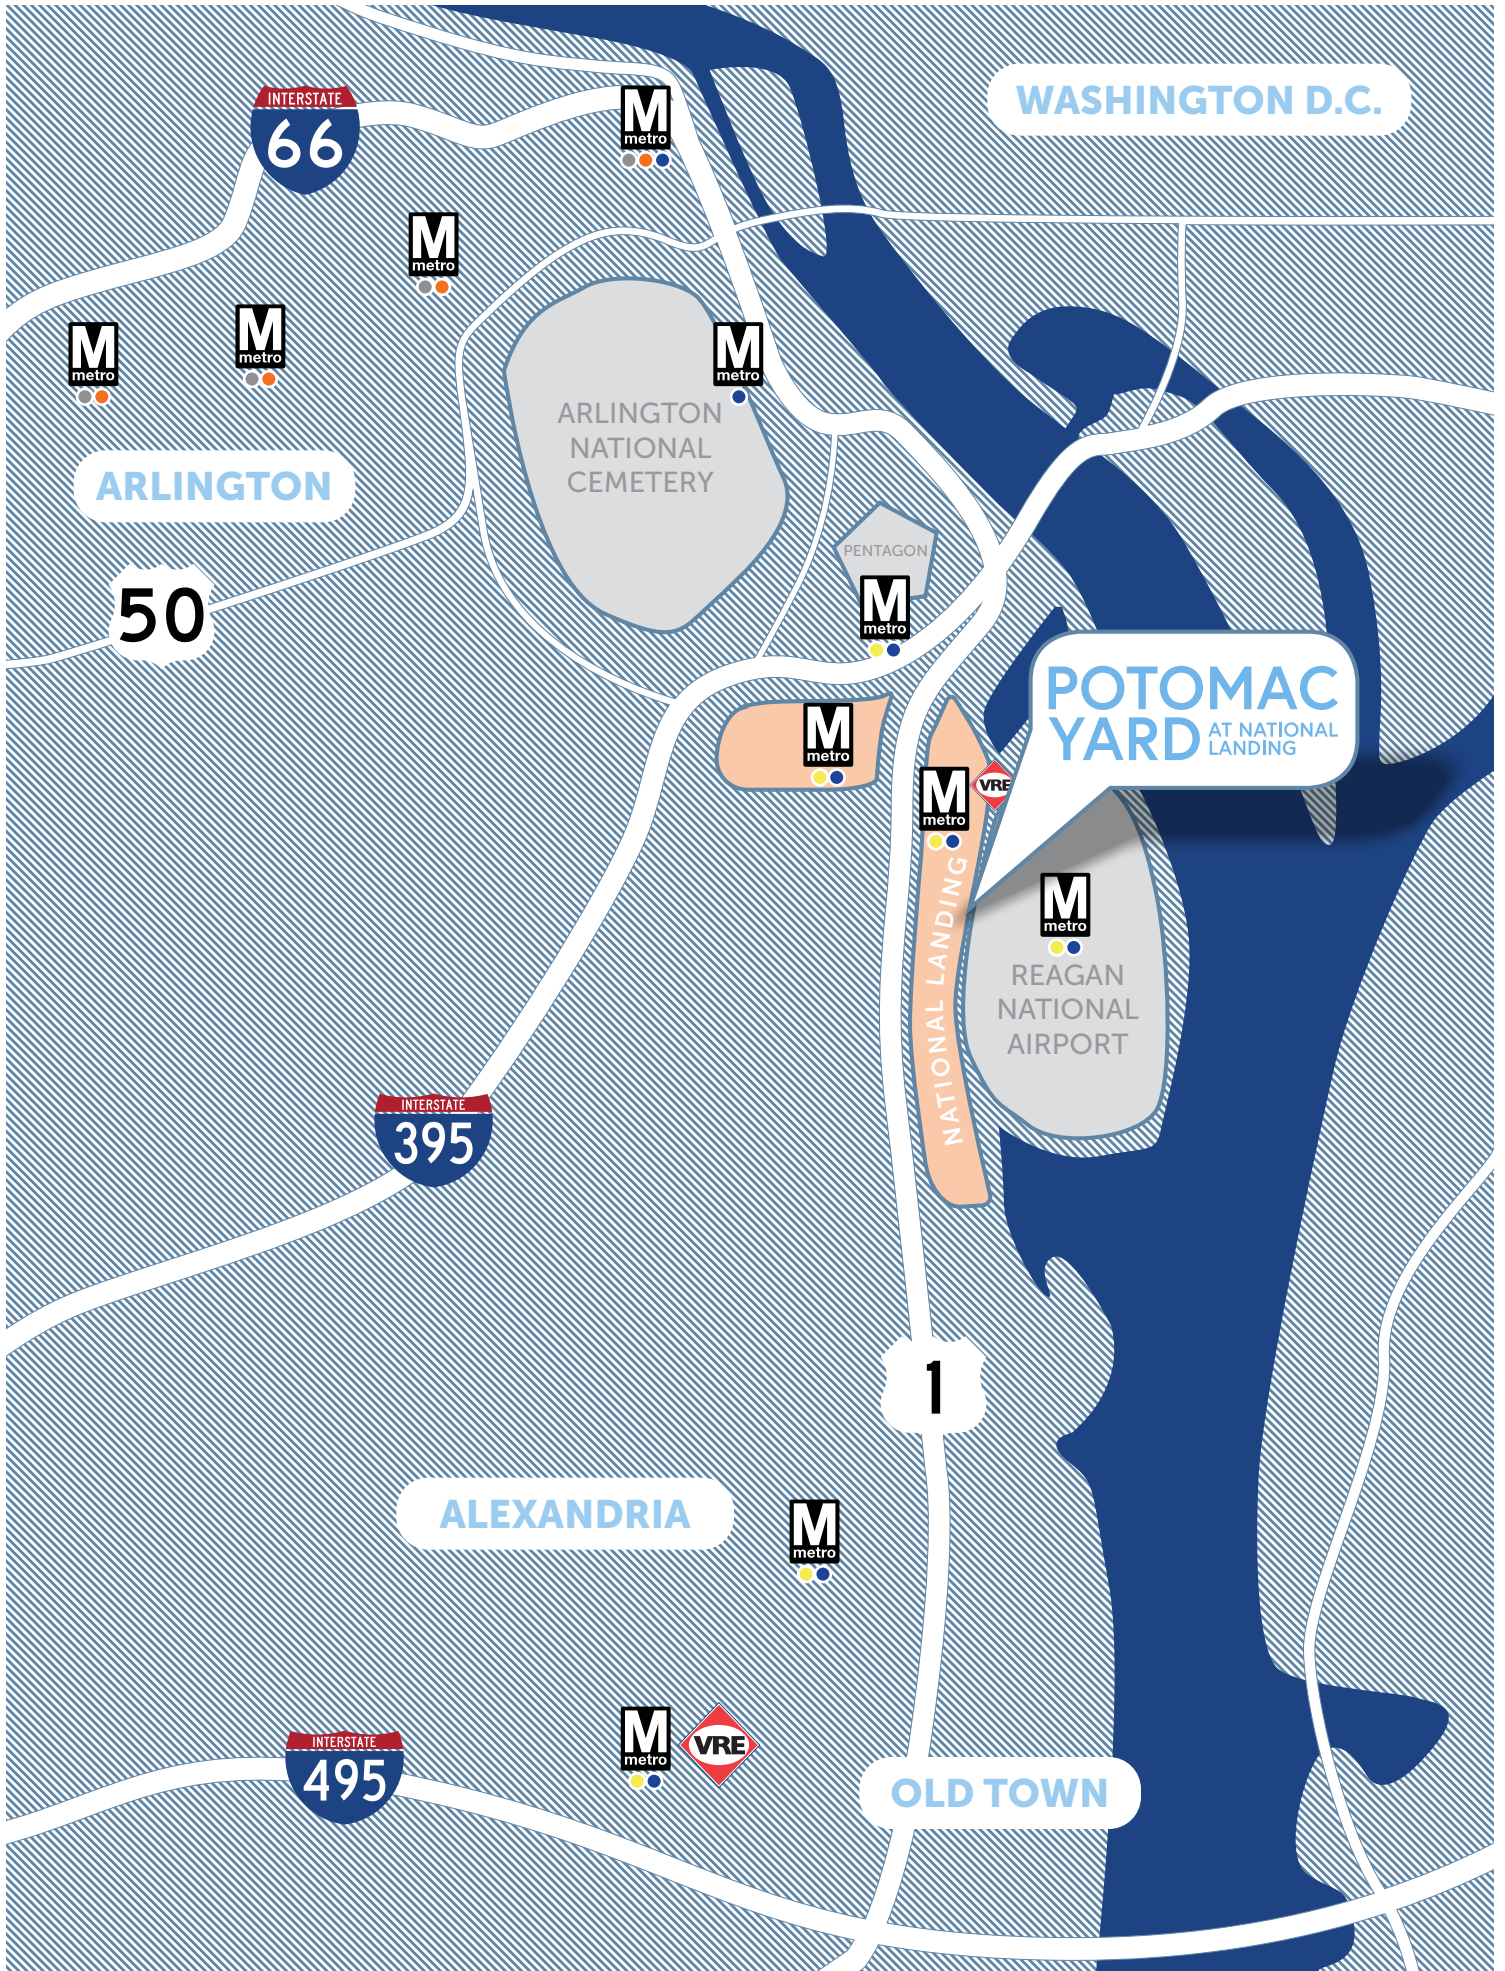 WASHINGTON D.C.
INTERSTATE
66
M
metro
M
metro
M
metro
M
metro
M
metro
ARLINGTON
NATIONAL
CEMETERY
ARLINGTON
PENTAGON
50
M
metro
POTOMAC
YARD AT NATIONAL
LANDING
M
metro
M
metro
VRE
NATIONAL LANDING
M
metro
REAGAN
NATIONAL
AIRPORT
INTERSTATE
395
1
ALEXANDRIA
M
metro
M
metro
VRE
INTERSTATE
495
OLD TOWN